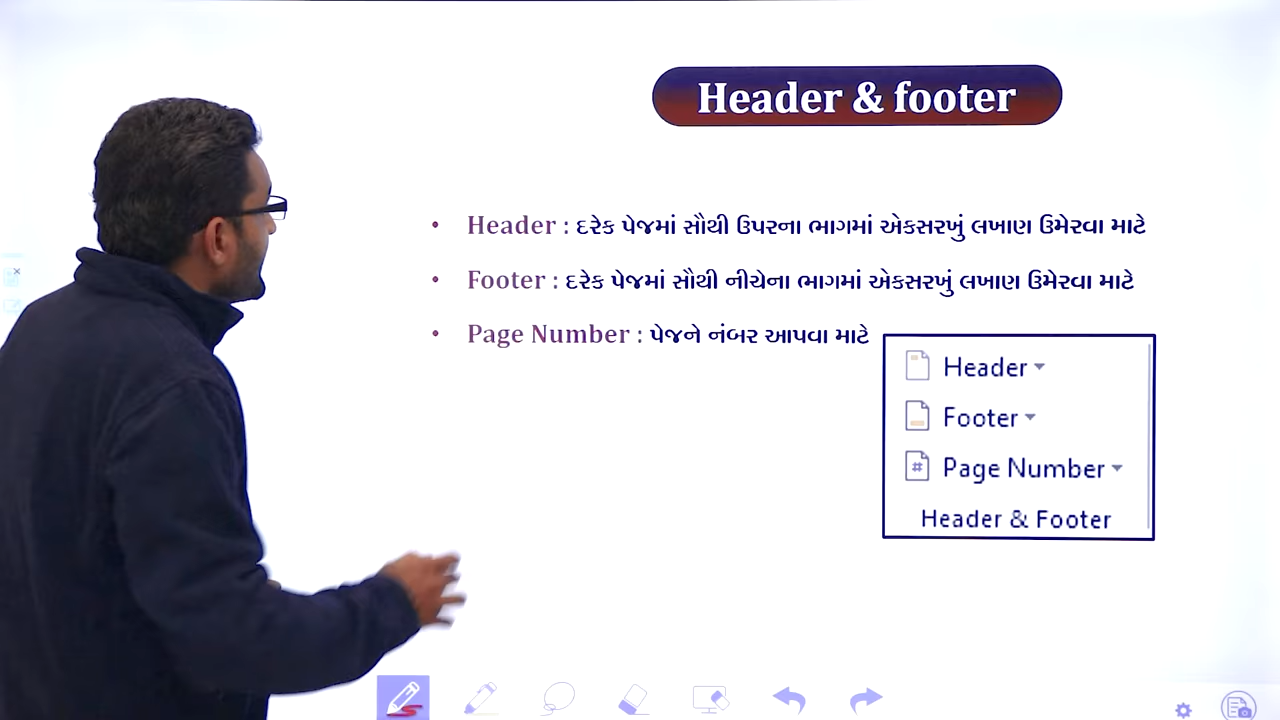 Header & footer
• Header : દરેક પેજમાં સૌથી ઉપરના ભાગમાં એકસરખું લખાણ ઉમેરવા માટે
• Footer : દરેક પેજમાં સૌથી નીચેના ભાગમાં એકસરખું લખાણ ઉમેરવા માટે
• Page Number : પેજને નંબર આપવા માટે
Header
Footer
Page Number
Header & Footer